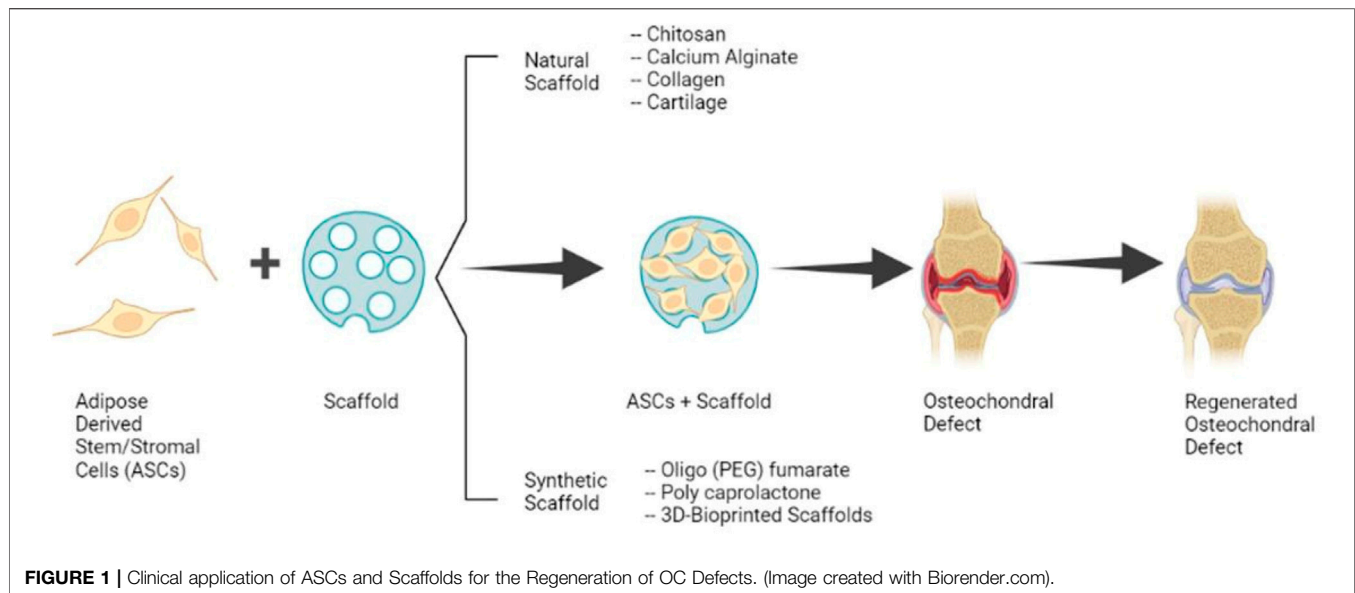 Natural
Scaffold
-- Chitosan
-- Calcium Alginate
-- Collagen
-- Cartilage
+
Adipose
Derived
Stem/Stromal
Cells (ASCs)
Scaffold
ASCs + Scaffold
Osteochondral
Defect
Regenerated
Osteochondral
Defect
Synthetic
Scaffold
-- Oligo (PEG) fumarate
-- Poly caprolactone
-- 3D-Bioprinted Scaffolds
FIGURE 1 | Clinical application of ASCs and Scaffolds for the Regeneration of OC Defects. (Image created with Biorender.com).